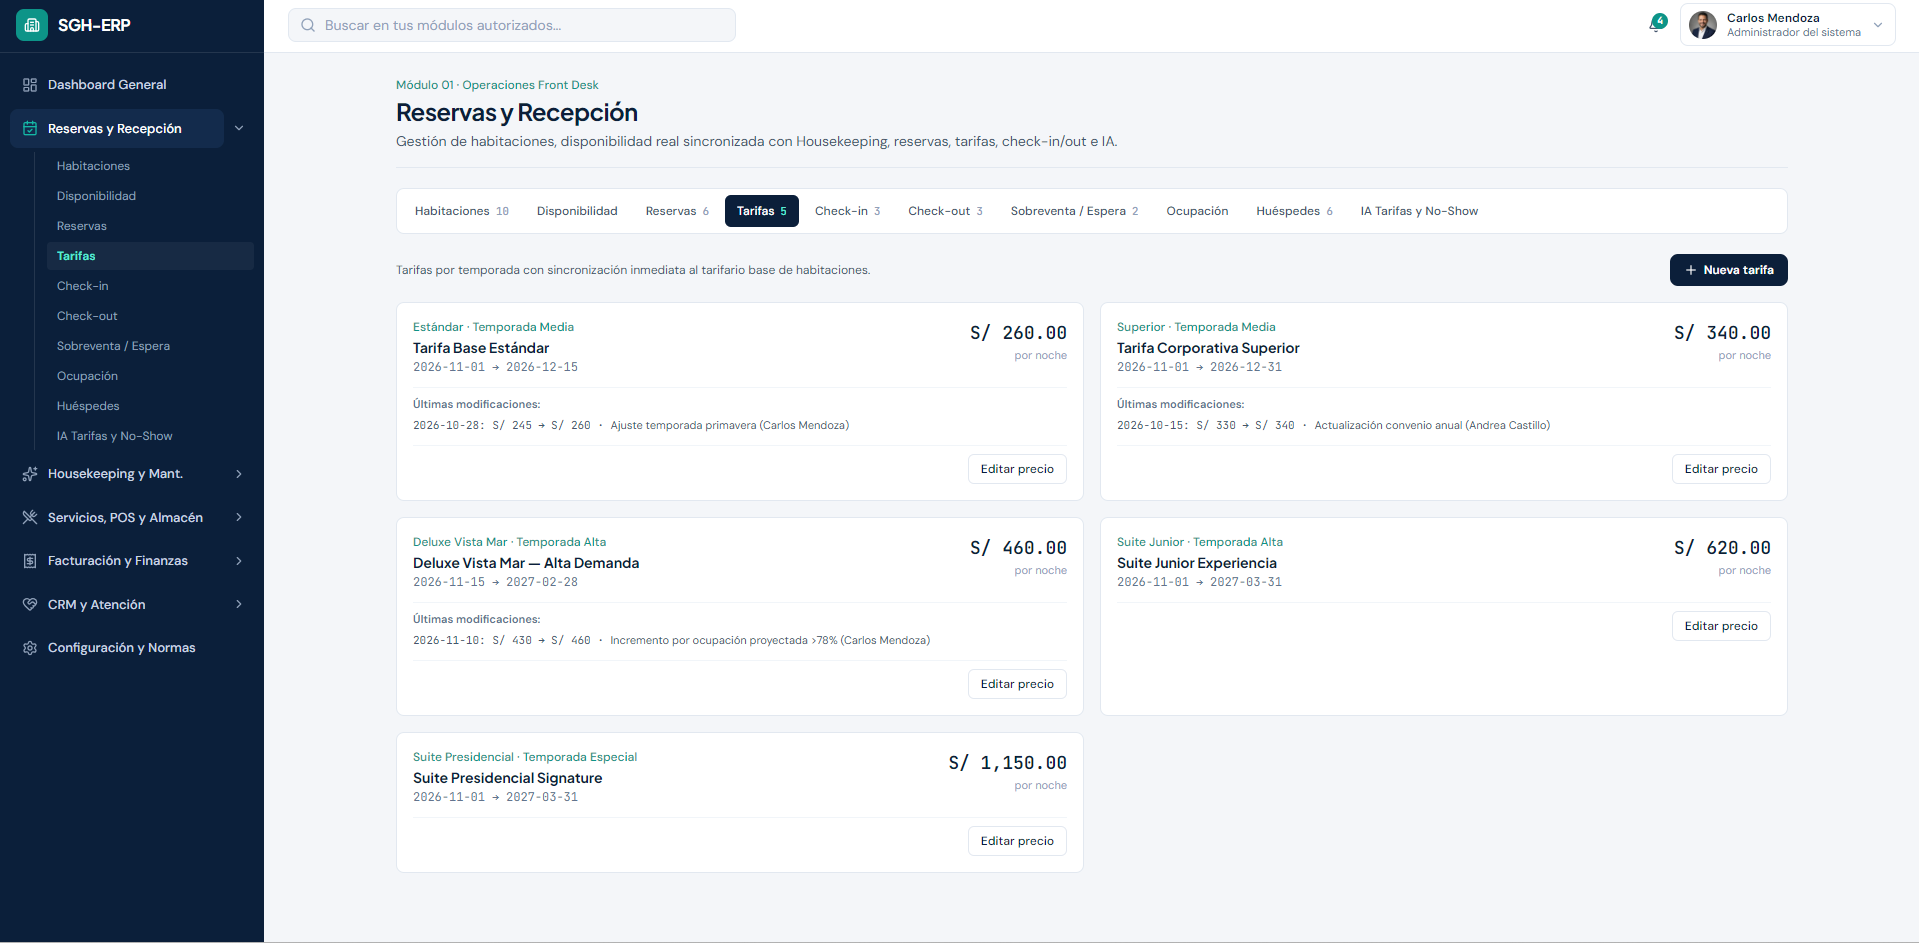 SGH-ERP
Buscar en tus módulos autorizados...
4
Carlos Mendoza
Administrador del sistema
Dashboard General
Reservas y Recepción
Habitaciones
Disponibilidad
Reservas
Tarifas
Check-in
Check-out
Sobreventa / Espera
Ocupación
Huéspedes
IA Tarifas y No-Show
Housekeeping y Mant.
Servicios, POS y Almacén
Facturación y Finanzas
CRM y Atención
Configuración y Normas
Módulo 01 · Operaciones Front Desk
Reservas y Recepción
Gestión de habitaciones, disponibilidad real sincronizada con Housekeeping, reservas, tarifas, check-in/out e IA.
Habitaciones 10 Disponibilidad Reservas 6 Tarifas 5 Check-in 3 Check-out 3 Sobreventa / Espera 2 Ocupación Huéspedes 6 IA Tarifas y No-Show
Tarifas por temporada con sincronización inmediata al tarifario base de habitaciones.
+ Nueva tarifa
Estándar · Temporada Media
Tarifa Base Estándar
2026-11-01 → 2026-12-15
S/ 260.00
por noche
Últimas modificaciones:
2026-10-28: S/ 245 → S/ 260 · Ajuste temporada primavera (Carlos Mendoza)
Editar precio
Superior · Temporada Media
Tarifa Corporativa Superior
2026-11-01 → 2026-12-31
S/ 340.00
por noche
Últimas modificaciones:
2026-10-15: S/ 330 → S/ 340 · Actualización convenio anual (Andrea Castillo)
Editar precio
Deluxe Vista Mar · Temporada Alta
Deluxe Vista Mar — Alta Demanda
2026-11-15 → 2027-02-28
S/ 460.00
por noche
Últimas modificaciones:
2026-11-10: S/ 430 → S/ 460 · Incremento por ocupación proyectada >78% (Carlos Mendoza)
Editar precio
Suite Junior · Temporada Alta
Suite Junior Experiencia
2026-11-01 → 2027-03-31
S/ 620.00
por noche
Editar precio
Suite Presidencial · Temporada Especial
Suite Presidencial Signature
2026-11-01 → 2027-03-31
S/ 1,150.00
por noche
Editar precio